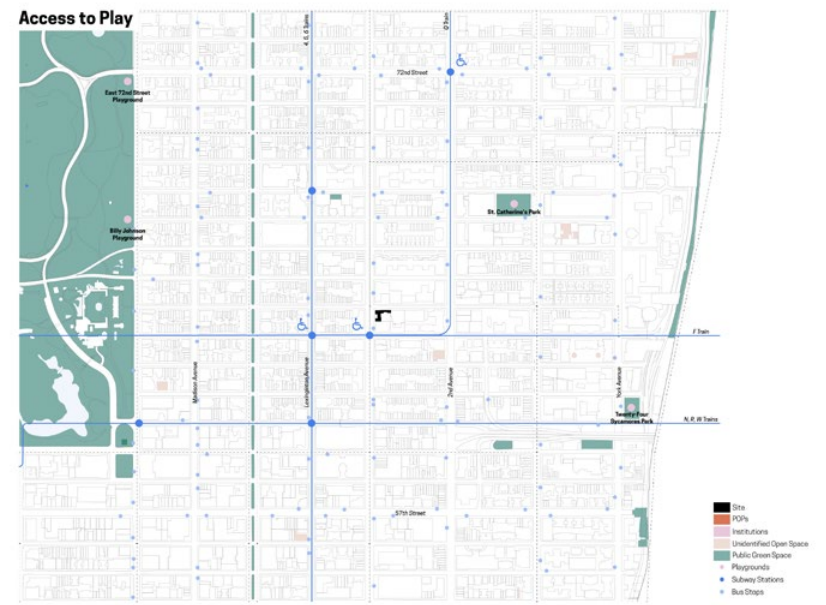 Access to Play
4, 5, 6 Trains
Q Train
72nd Street
East 72nd Street
Playground
St. Catherine's Park
Billy Johnson
Playground
F Train
Madison Avenue
Lexington Avenue
2nd Avenue
York Avenue
Twenty-Four
Sycamores Park
N, R, W Trains
57th Street
Site
POPs
Institutions
Unidentified Open Space
Public Green Space
Playgrounds
Subway Stations
Bus Stops